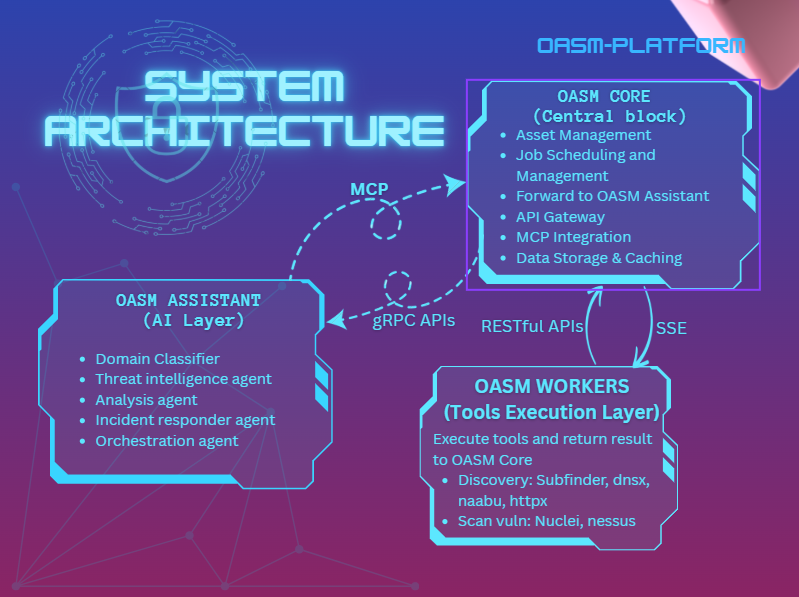 OASM-PLATFORM
SYSTEM
ARCHITECTURE
OASM CORE
(Central block)
• Asset Management
• Job Scheduling and
Management
• Forward to OASM Assistant
• API Gateway
• MCP Integration
• Data Storage & Caching
MCP
gRPC APIs
RESTful APIs
SSE
OASM ASSISTANT
(AI Layer)
• Domain Classifier
• Threat intelligence agent
• Analysis agent
• Incident responder agent
• Orchestration agent
OASM WORKERS
(Tools Execution Layer)
Execute tools and return result
to OASM Core
• Discovery: Subfinder, dnsx,
naabu, httpx
• Scan vuln: Nuclei, nessus